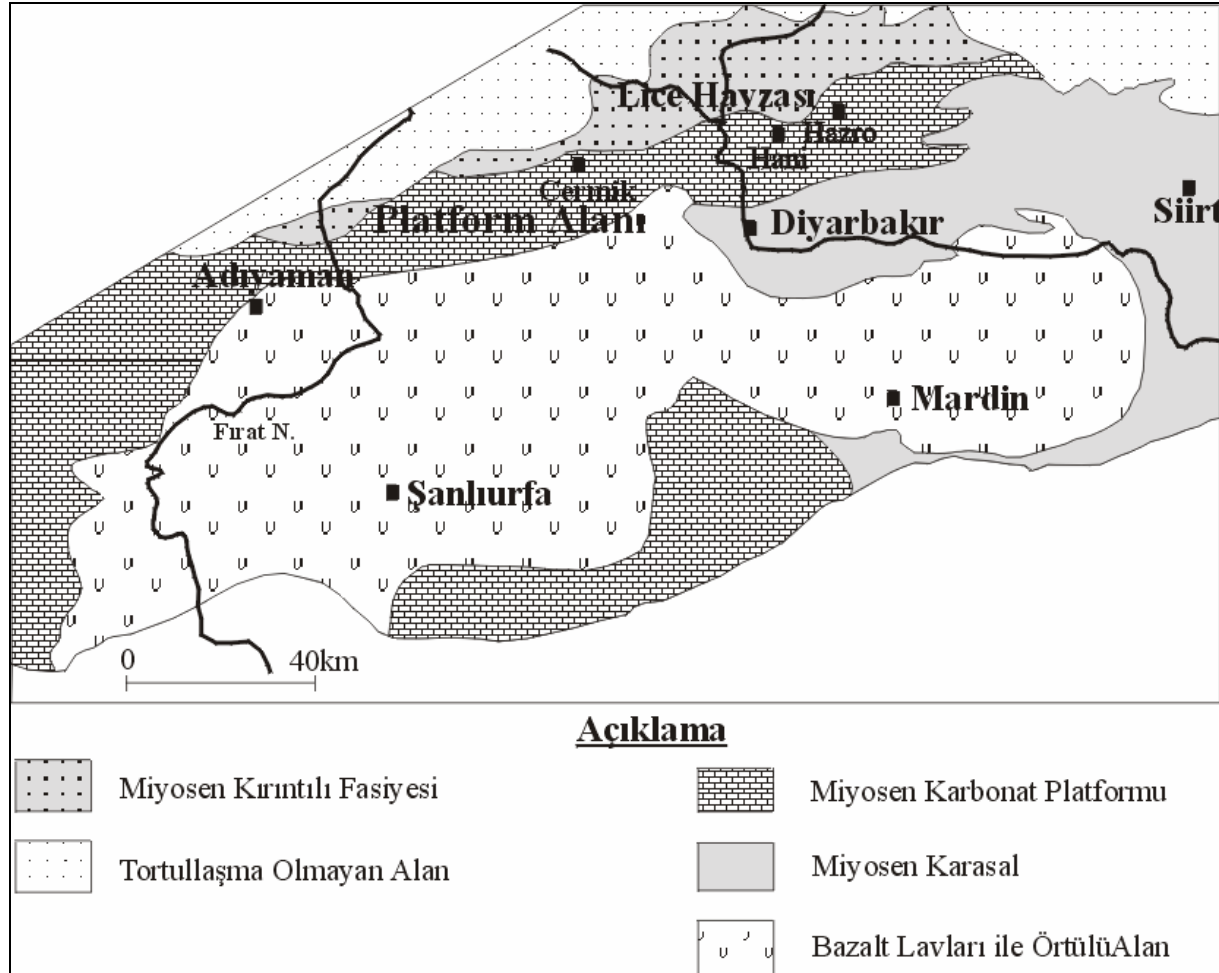 Lice Havzası
Hazro
Hani
Çermik
Siirt
Platform Alanı
Diyarbakır
Adıyaman
Mardin
Fırat N.
Şanlıurfa
0 40km
Açıklama
Miyosen Kırıntılı Fasiyesi
Miyosen Karbonat Platformu
Tortullaşma Olmayan Alan
Miyosen Karasal
Bazalt Lavları ile ÖrtülüAlan